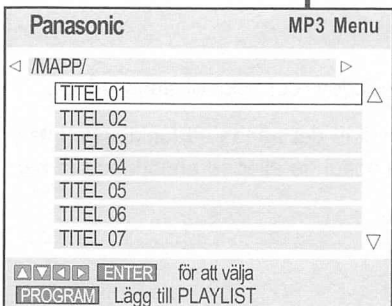 Panasonic MP3 Menu
/MAPP/
TITEL 01
TITEL 02
TITEL 03
TITEL 04
TITEL 05
TITEL 06
TITEL 07
ENTER för att välja
PROGRAM Lägg till PLAYLIST